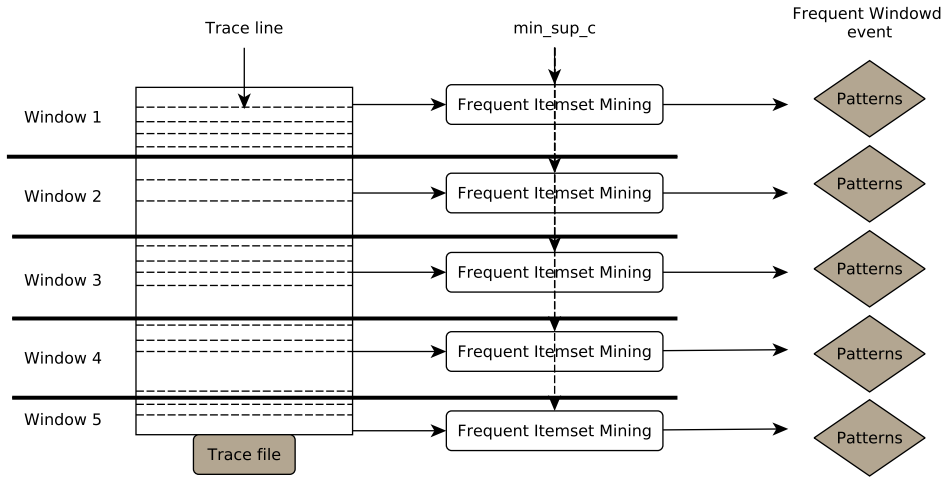 Trace line
min_sup_c
Frequent Windowd
event
Window 1
Frequent Itemset Mining
Patterns
Window 2
Frequent Itemset Mining
Patterns
Window 3
Frequent Itemset Mining
Patterns
Window 4
Frequent Itemset Mining
Patterns
Window 5
Frequent Itemset Mining
Patterns
Trace file